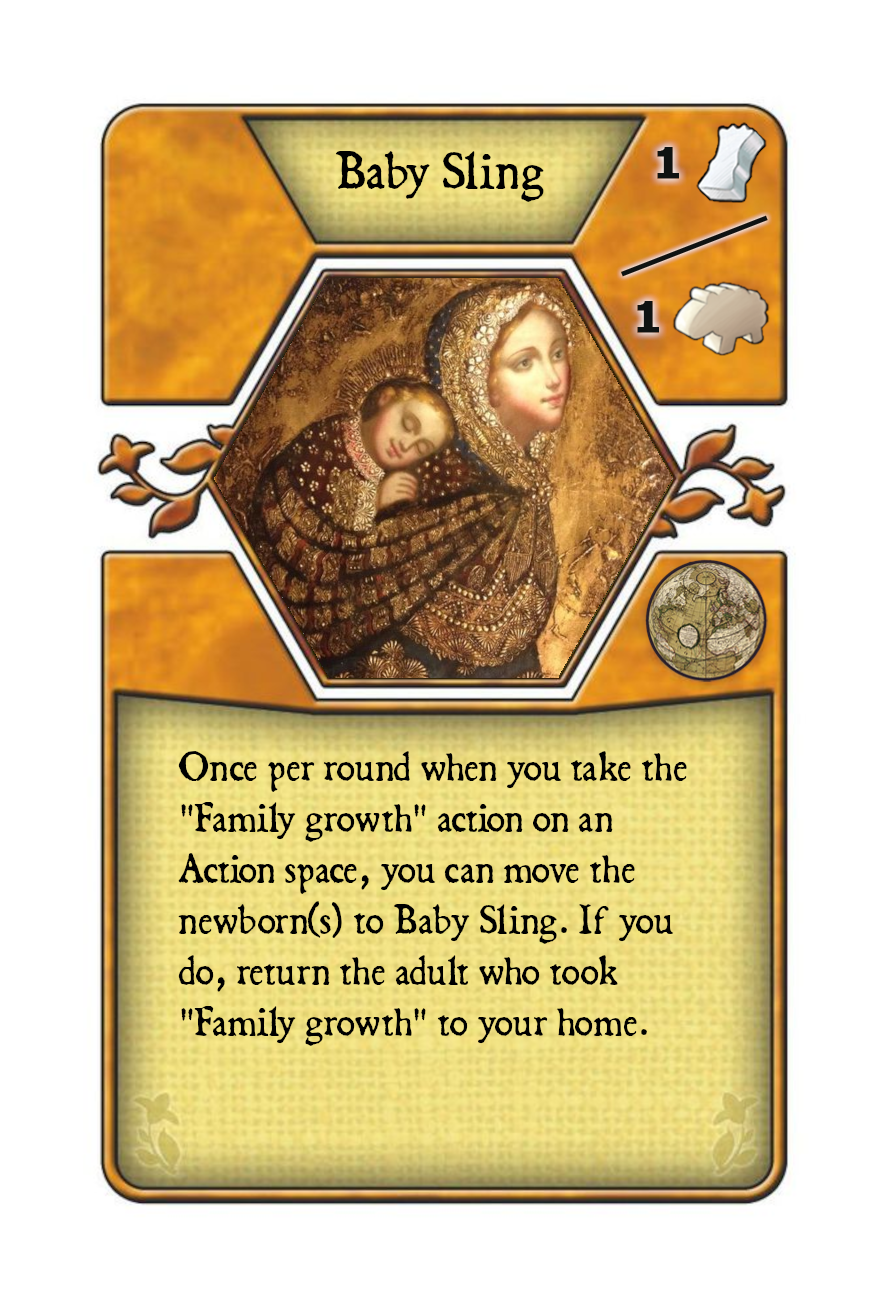 Baby Sling
1
1
Once per round when you take the
"Family growth" action on an
Action space, you can move the
newborn(s) to Baby Sling. If you
do, return the adult who took
"Family growth" to your home.